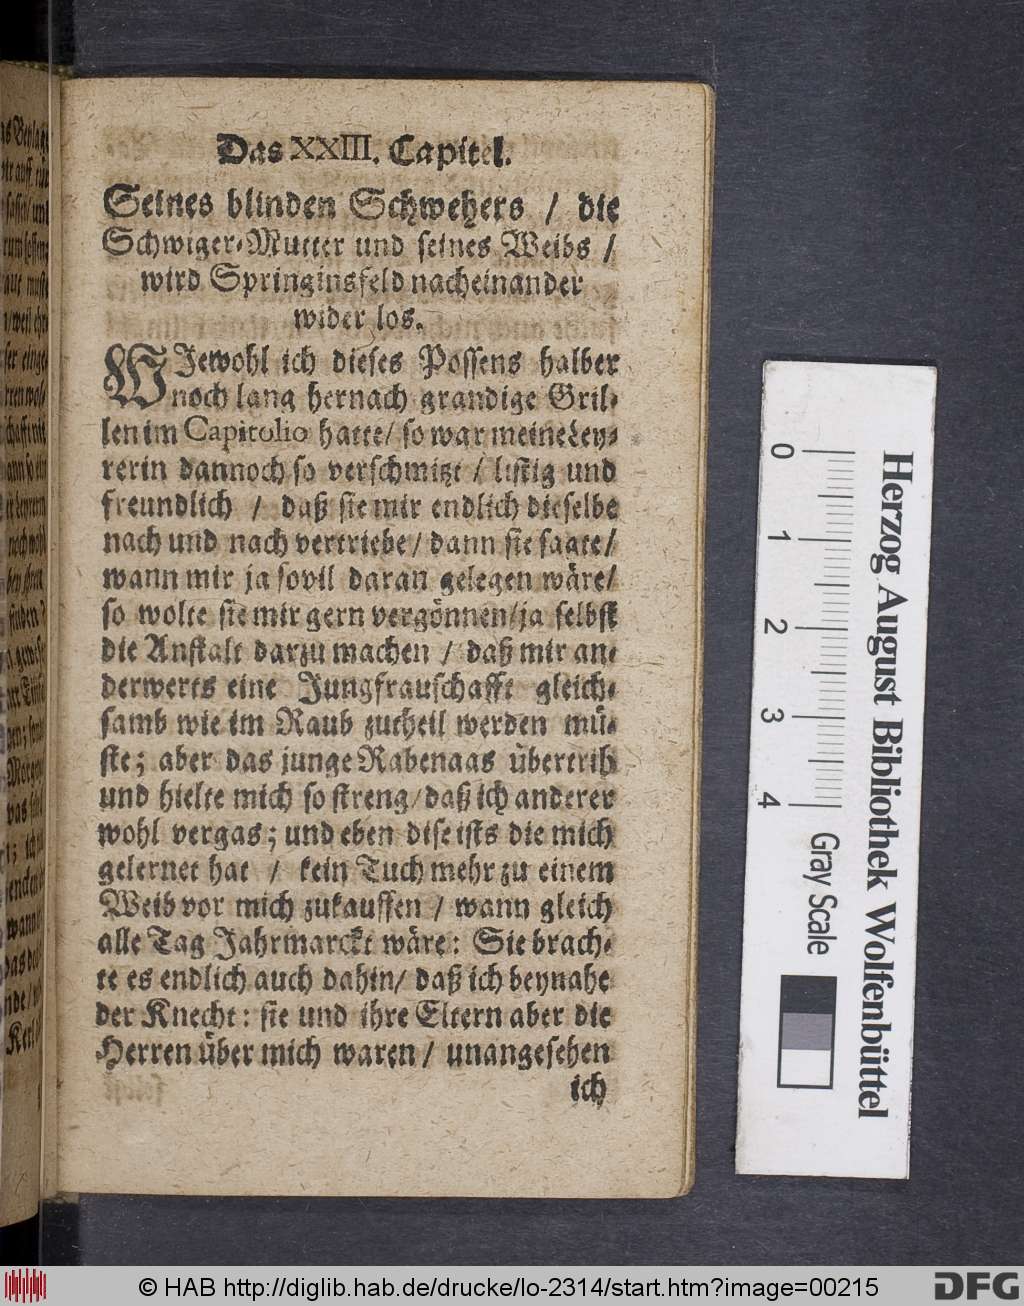 Das XXIII. Capitel.
Seines blinden Schwehers / die
Schwiger-Mutter und seines Weibs /
wird Springinsfeld nacheinander
wider los.
WJewohl ich dieses Possens halber
noch lang hernach grandige Gril-
len im Capitolio hatte / so war meine Ley-
rerin dannoch so verschmitzt / listig und
freundlich / daß sie mir endlich dieselbe
nach und nach vertriebe / dann sie sagte /
wann mir ja sovil daran gelegen wäre /
so wolte sie mir gern vergönnen / ja selbst
die Anstalt darzu machen / daß mir an-
derwerts eine Jungfrauschafft gleich-
samb wie im Raub zutheil werden mü-
ste; aber das junge Rabenaas übertrib
und hielte mich so streng / daß ich anderer
wohl vergas; und eben dise ists die mich
gelernet hat / kein Tuch mehr zu einem
Weib vor mich zukauffen / wann gleich
alle Tag Jahrmarckt wäre: Sie brach-
te es endlich auch dahin / daß ich beynahe
der Knecht: sie und ihre Eltern aber die
Herren über mich waren / unangesehen
ich
Herzog August Bibliothek Wolfenbüttel
0
1
2
3
4
Gray Scale
© HAB http://diglib.hab.de/drucke/lo-2314/start.htm?image=00215
DFG